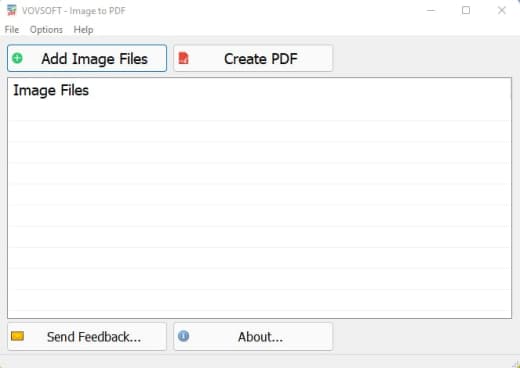 VOVSOFT - Image to PDF
File Options Help
Add Image Files Create PDF
Image Files
Send Feedback... About...